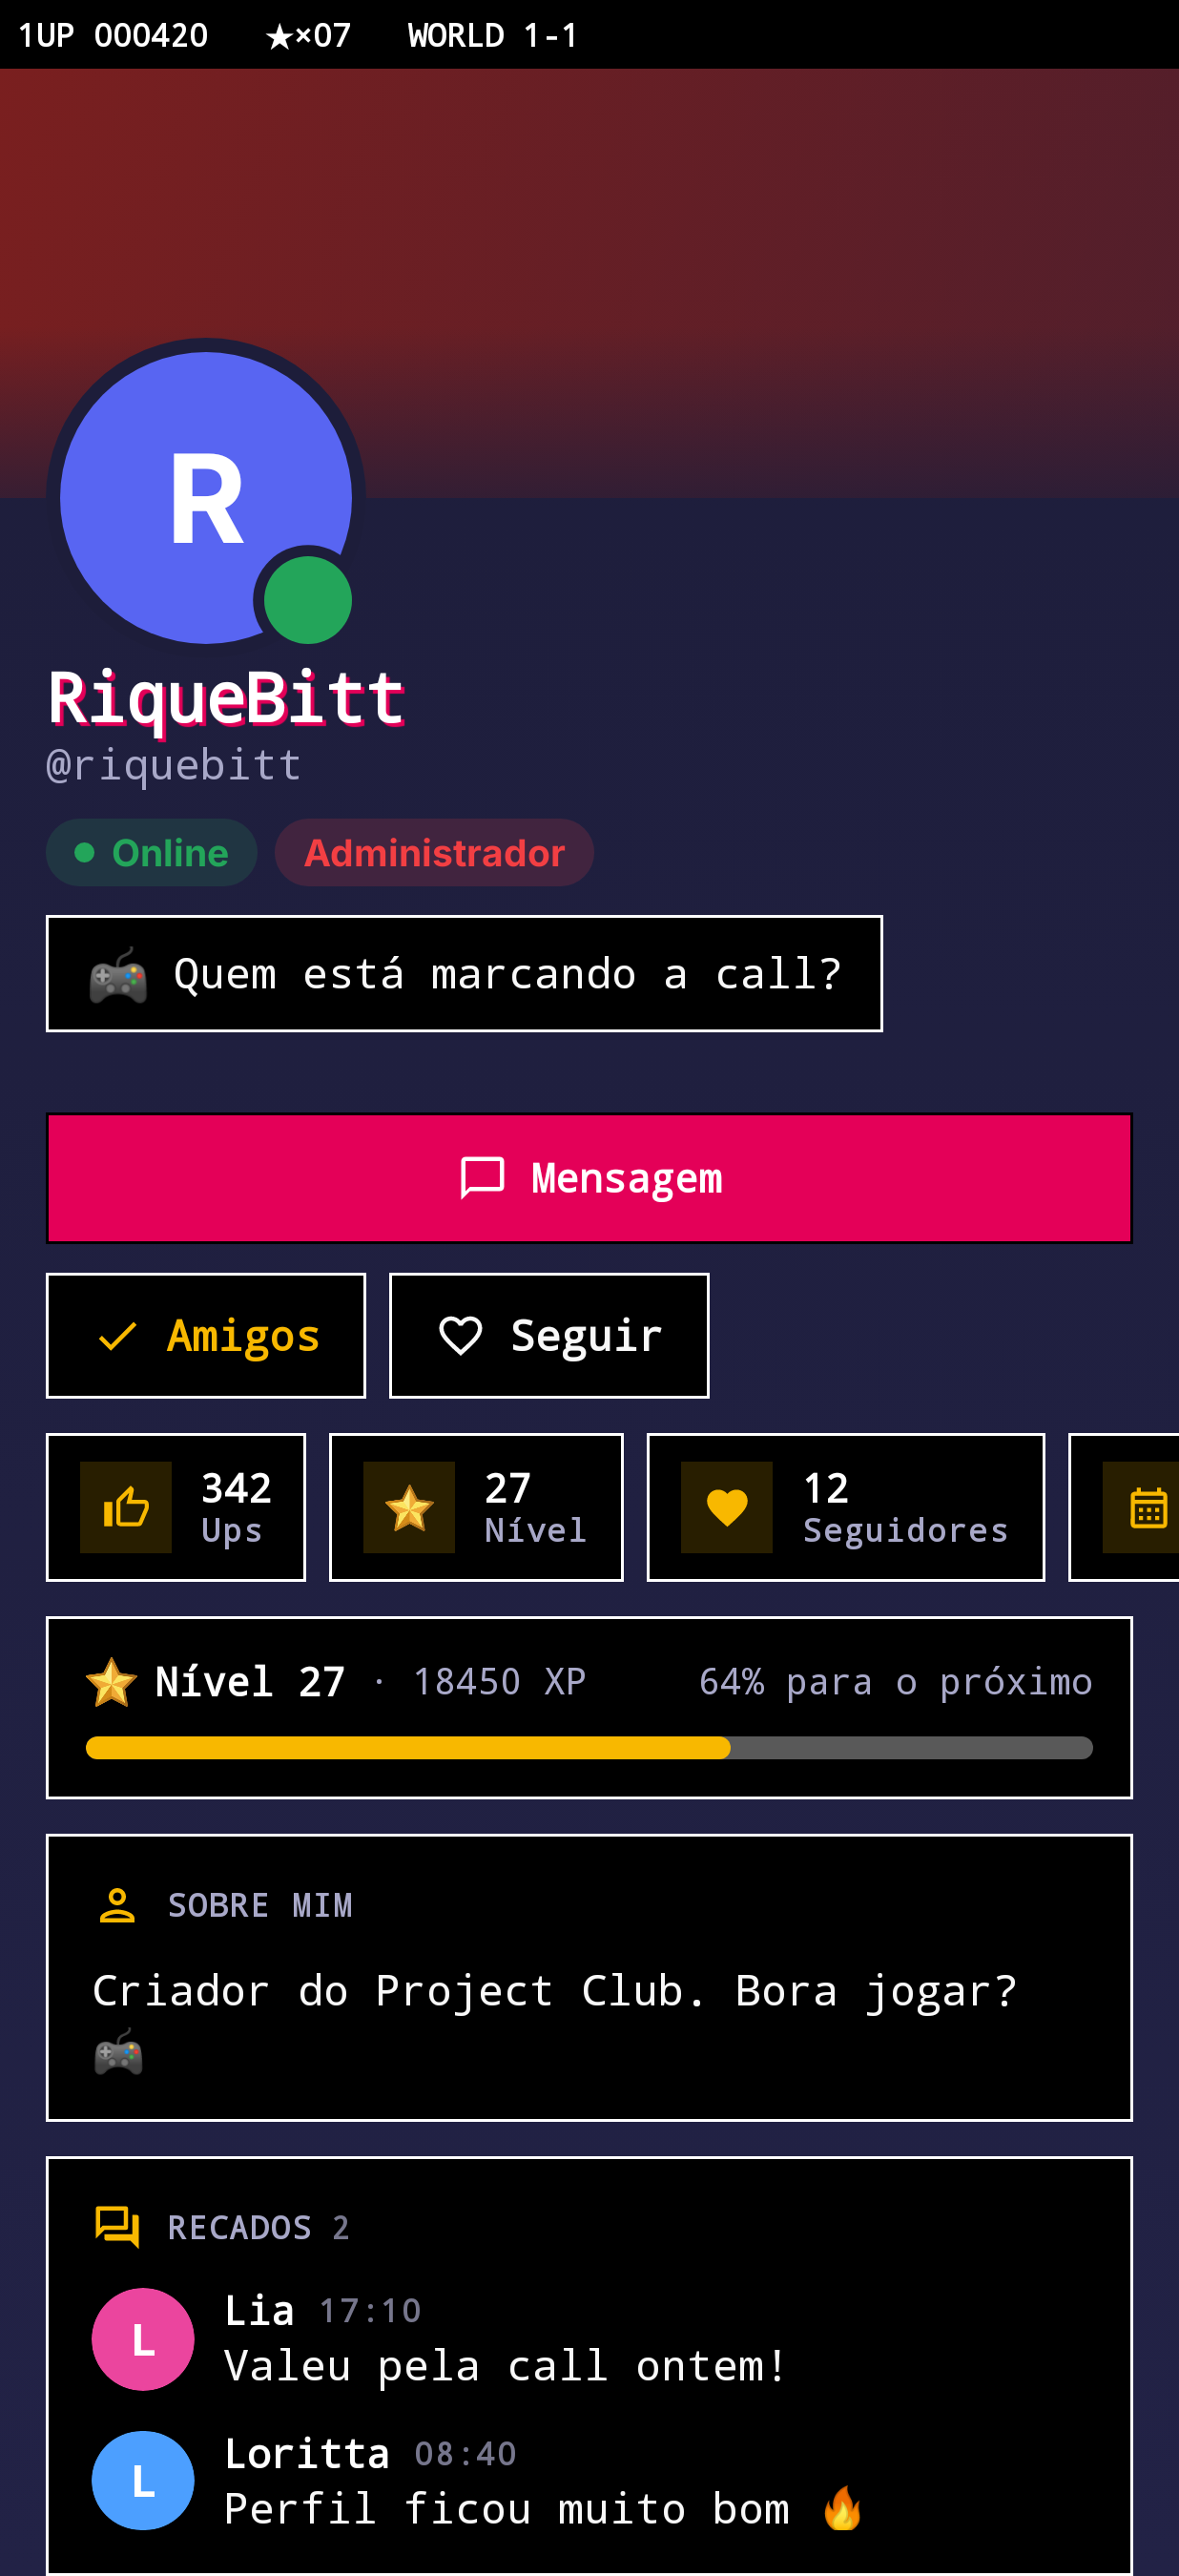 1UP 000420 ★×07 WORLD 1-1
R
RiqueBitt
@riquebitt
Online Administrador
🎮 Quem está marcando a call?
Mensagem
Amigos Seguir
342 27 12
Ups Nível Seguidores
Nível 27 · 18450 XP 64% para o próximo
SOBRE MIM
Criador do Project Club. Bora jogar?
🎮
RECADOS 2
L Lia 17:10
Valeu pela call ontem!
L Loritta 08:40
Perfil ficou muito bom 🔥